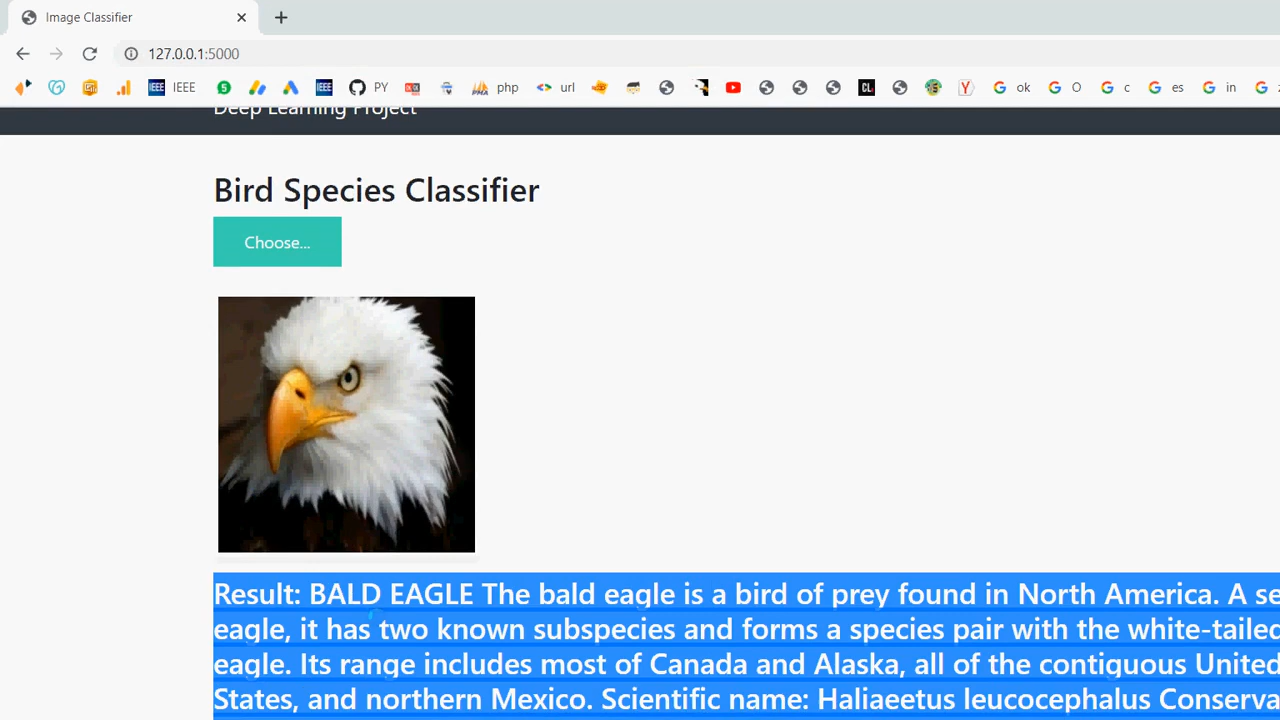 Image Classifier
127.0.0.1:5000
IEEE PY php url ok O c es in
Deep Learning Project
Bird Species Classifier
Choose...
Result: BALD EAGLE The bald eagle is a bird of prey found in North America. A se
eagle, it has two known subspecies and forms a species pair with the white-tailed
eagle. Its range includes most of Canada and Alaska, all of the contiguous United
States, and northern Mexico. Scientific name: Haliaeetus leucocephalus Conserva